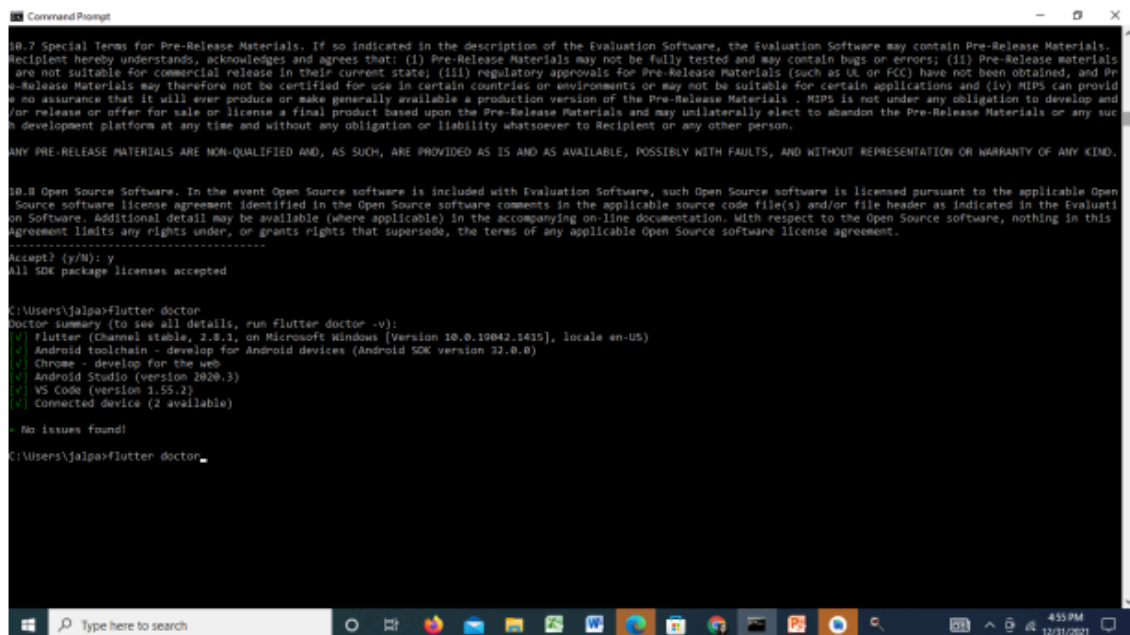 Command Prompt
10.7 Special Terms for Pre-Release Materials. If so indicated in the description of the Evaluation Software, the Evaluation Software may contain Pre-Release Materials.
Recipient hereby understands, acknowledges and agrees that: (i) Pre-Release Materials may not be fully tested and may contain bugs or errors; (ii) Pre-Release materials
are not suitable for commercial release in their current state; (iii) regulatory approvals for Pre-Release Materials (such as UL or FCC) have not been obtained, and Pr
e-Release Materials may therefore not be certified for use in certain countries or environments or may not be suitable for certain applications and (iv) MIPS can provid
e no assurance that it will ever produce or make generally available a production version of the Pre-Release Materials . MIPS is not under any obligation to develop and
/or release or offer for sale or license a final product based upon the Pre-Release Materials and may unilaterally elect to abandon the Pre-Release Materials or any suc
h development platform at any time and without any obligation or liability whatsoever to Recipient or any other person.
ANY PRE-RELEASE MATERIALS ARE NON-QUALIFIED AND, AS SUCH, ARE PROVIDED AS IS AND AS AVAILABLE, POSSIBLY WITH FAULTS, AND WITHOUT REPRESENTATION OR WARRANTY OF ANY KIND.
10.8 Open Source Software. In the event Open Source software is included with Evaluation Software, such Open Source software is licensed pursuant to the applicable Open
Source software license agreement identified in the Open Source software comments in the applicable source code file(s) and/or file header as indicated in the Evaluati
on Software. Additional detail may be available (where applicable) in the accompanying on-line documentation. With respect to the Open Source software, nothing in this
Agreement limits any rights under, or grants rights that supersede, the terms of any applicable Open Source software license agreement.
---------------------------------------
Accept? (y/N): y
All SDK package licenses accepted
C:\Users\jalpa>flutter doctor
Doctor summary (to see all details, run flutter doctor -v):
[√] Flutter (Channel stable, 2.8.1, on Microsoft Windows [Version 10.0.19042.1415], locale en-US)
[√] Android toolchain - develop for Android devices (Android SDK version 32.0.0)
[√] Chrome - develop for the web
[√] Android Studio (version 2020.3)
[√] VS Code (version 1.55.2)
[√] Connected device (2 available)
• No issues found!
C:\Users\jalpa>flutter doctor
Type here to search
4:55 PM
12/31/2021